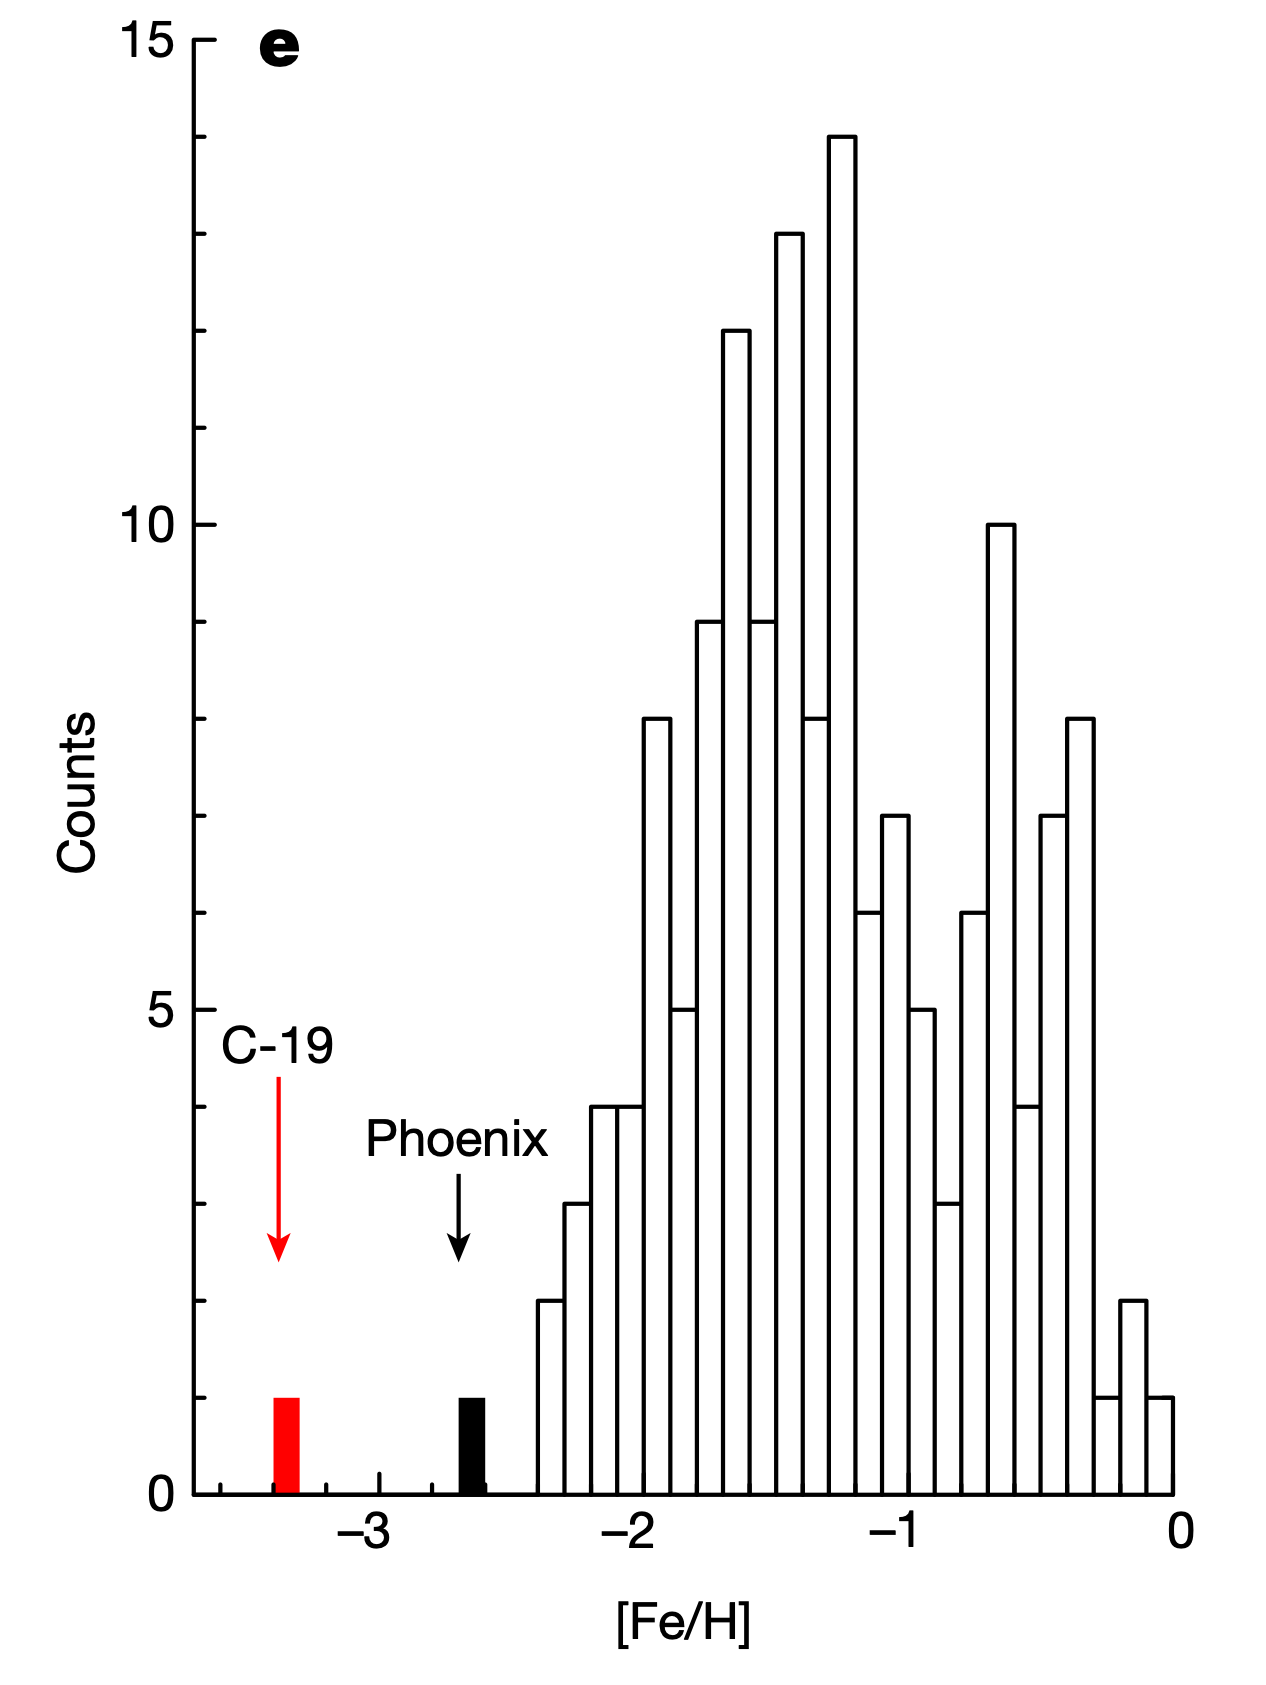 e
15
10
5
0
Counts
C-19
Phoenix
–3 –2 –1 0
[Fe/H]